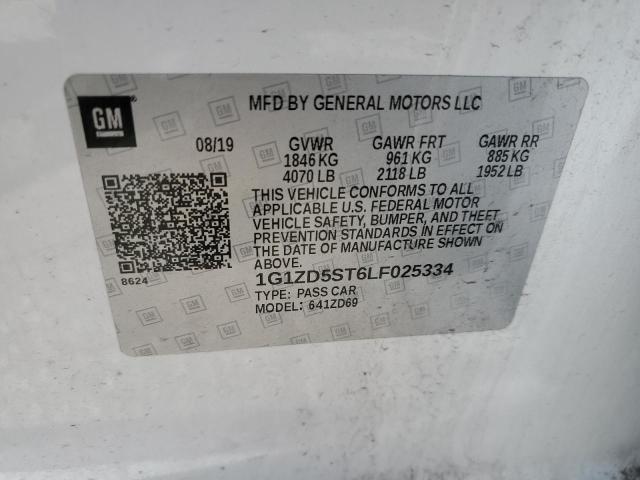 GM
MFD BY GENERAL MOTORS LLC
08/19 GVWR GAWR FRT GAWR RR
1846 KG 961 KG 885 KG
4070 LB 2118 LB 1952 LB
THIS VEHICLE CONFORMS TO ALL
APPLICABLE U.S. FEDERAL MOTOR
VEHICLE SAFETY, BUMPER, AND THEFT
PREVENTION STANDARDS IN EFFECT ON
THE DATE OF MANUFACTURE SHOWN
ABOVE.
8624
1G1ZD5ST6LF025334
TYPE: PASS CAR
MODEL: 641ZD69